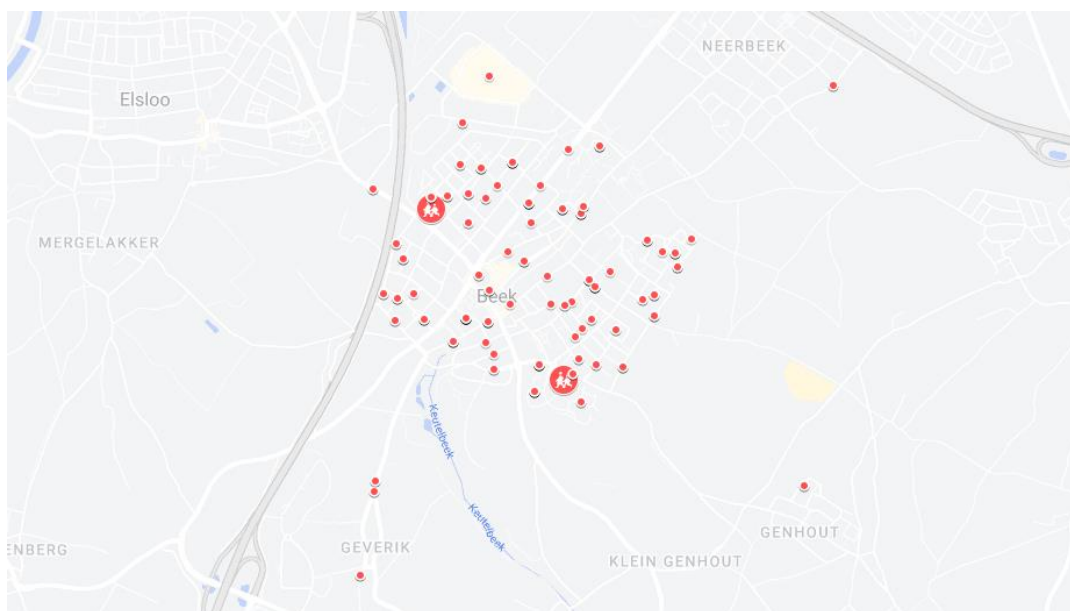 NEERBEEK
Elsloo
MERGELAKKER
Beek
Keutelbeek
Keutelbeek
ENBERG
GEVERIK
KLEIN GENHOUT
GENHOUT